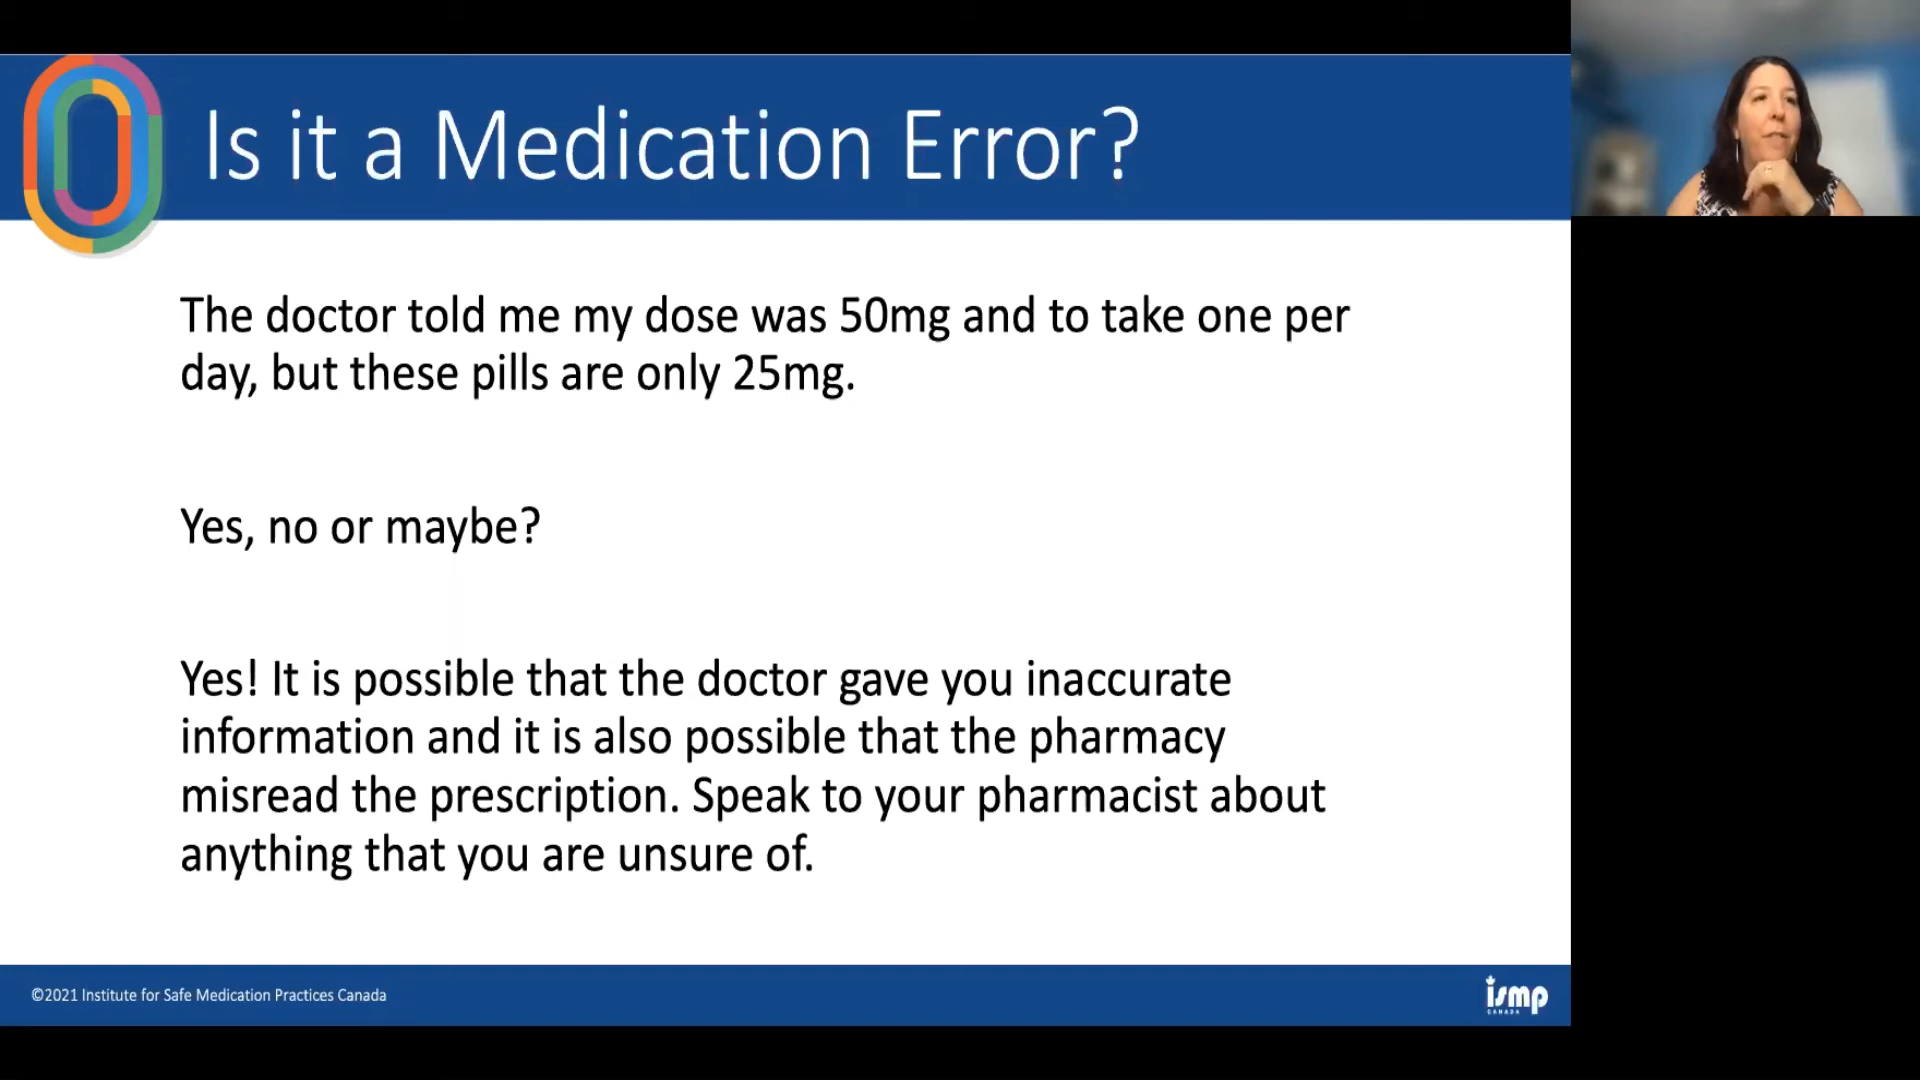 Is it a Medication Error?
The doctor told me my dose was 50mg and to take one per
day, but these pills are only 25mg.
Yes, no or maybe?
Yes! It is possible that the doctor gave you inaccurate
information and it is also possible that the pharmacy
misread the prescription. Speak to your pharmacist about
anything that you are unsure of.
©2021 Institute for Safe Medication Practices Canada
ismp
CANADA